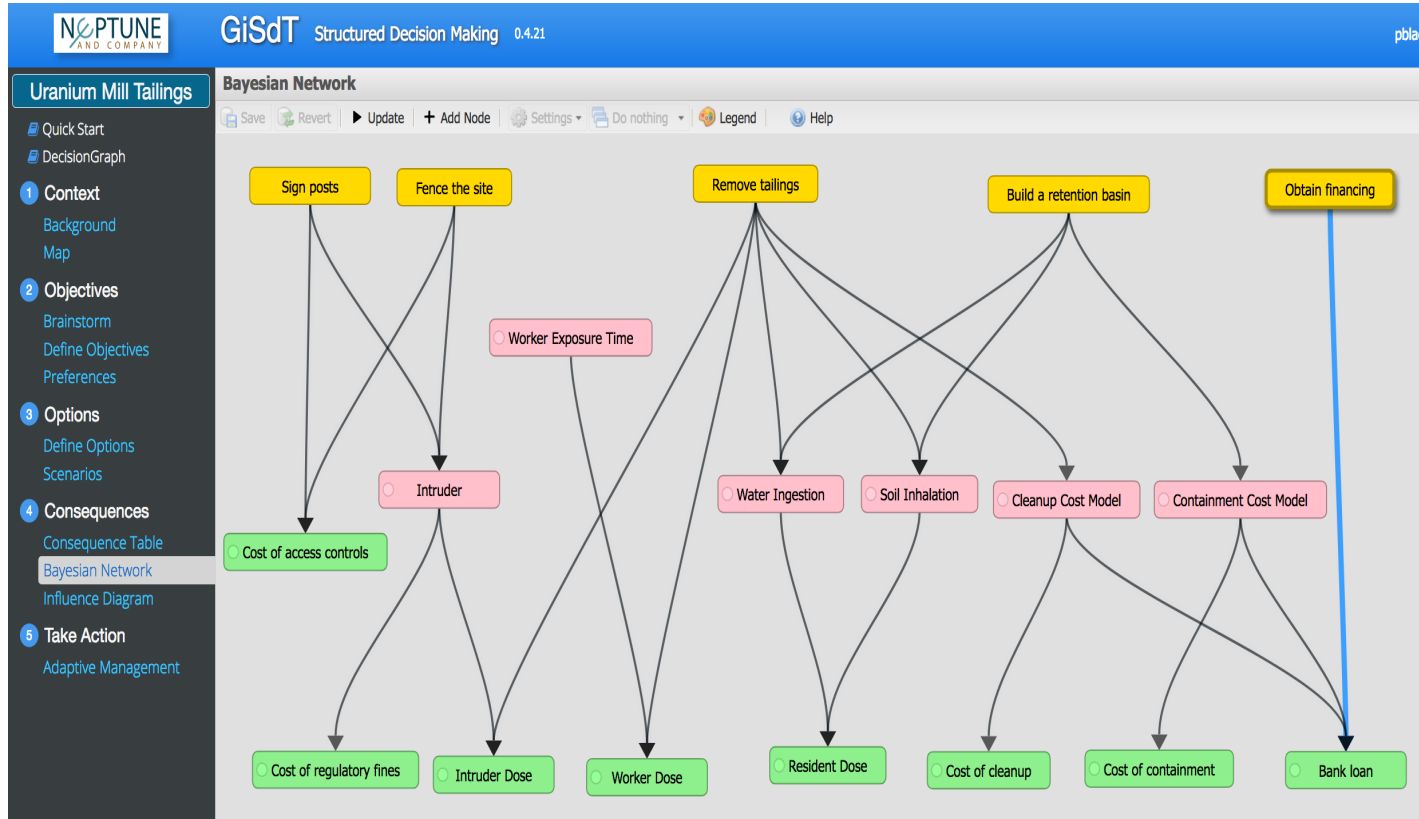 NEPTUNE
AND COMPANY
GiSdT Structured Decision Making 0.4.21
pbla
Uranium Mill Tailings
Quick Start
DecisionGraph
1 Context
Background
Map
2 Objectives
Brainstorm
Define Objectives
Preferences
3 Options
Define Options
Scenarios
4 Consequences
Consequence Table
Bayesian Network
Influence Diagram
5 Take Action
Adaptive Management
Bayesian Network
Save Revert Update + Add Node Settings Do nothing Legend Help
Sign posts
Fence the site
Remove tailings
Build a retention basin
Obtain financing
Worker Exposure Time
Intruder
Water Ingestion
Soil Inhalation
Cleanup Cost Model
Containment Cost Model
Cost of access controls
Cost of regulatory fines
Intruder Dose
Worker Dose
Resident Dose
Cost of cleanup
Cost of containment
Bank loan